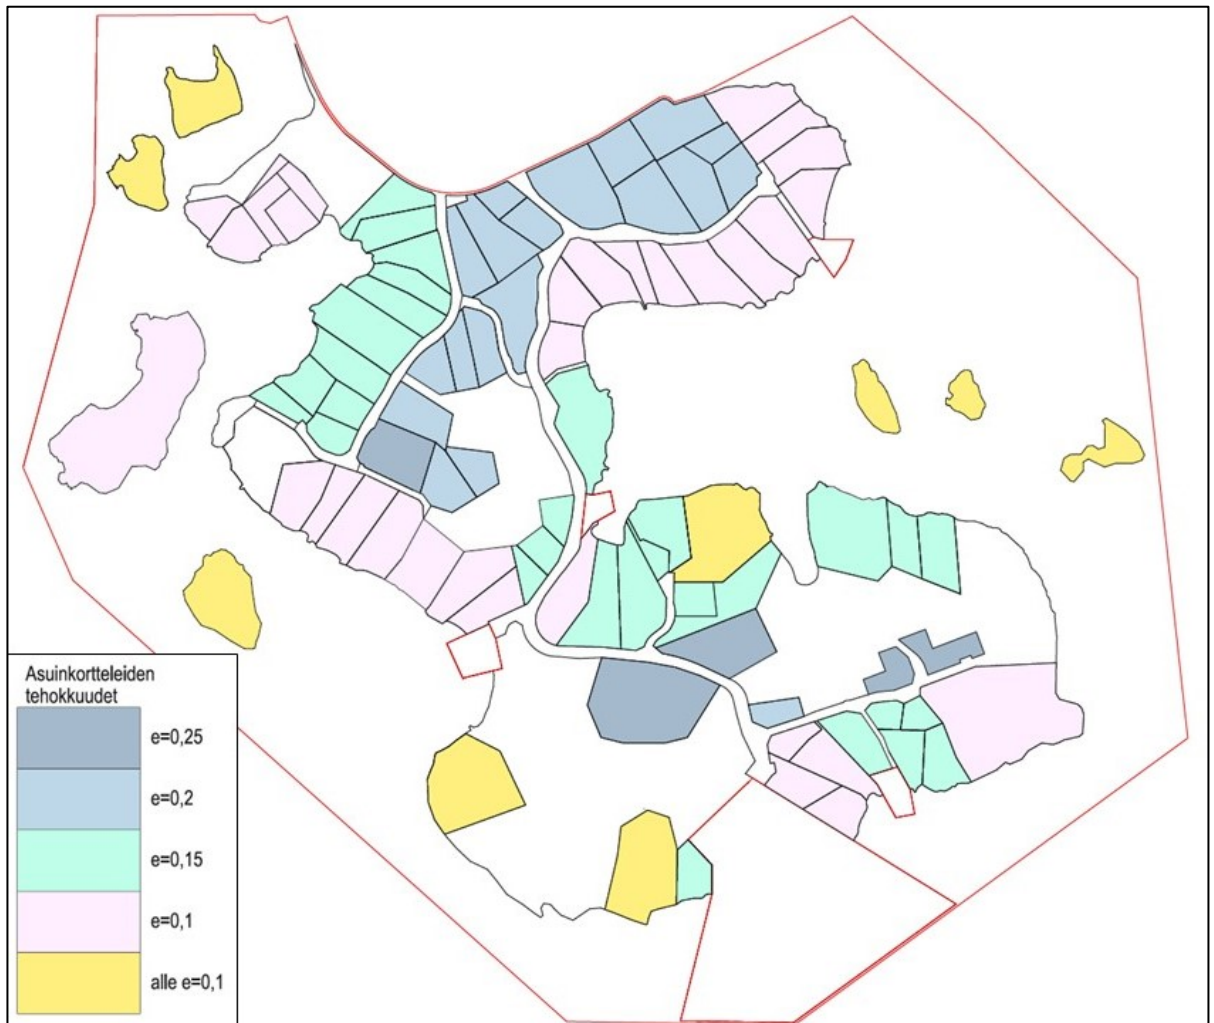 Asuinkortteleiden
tehokkuudet
e=0,25
e=0,2
e=0,15
e=0,1
alle e=0,1